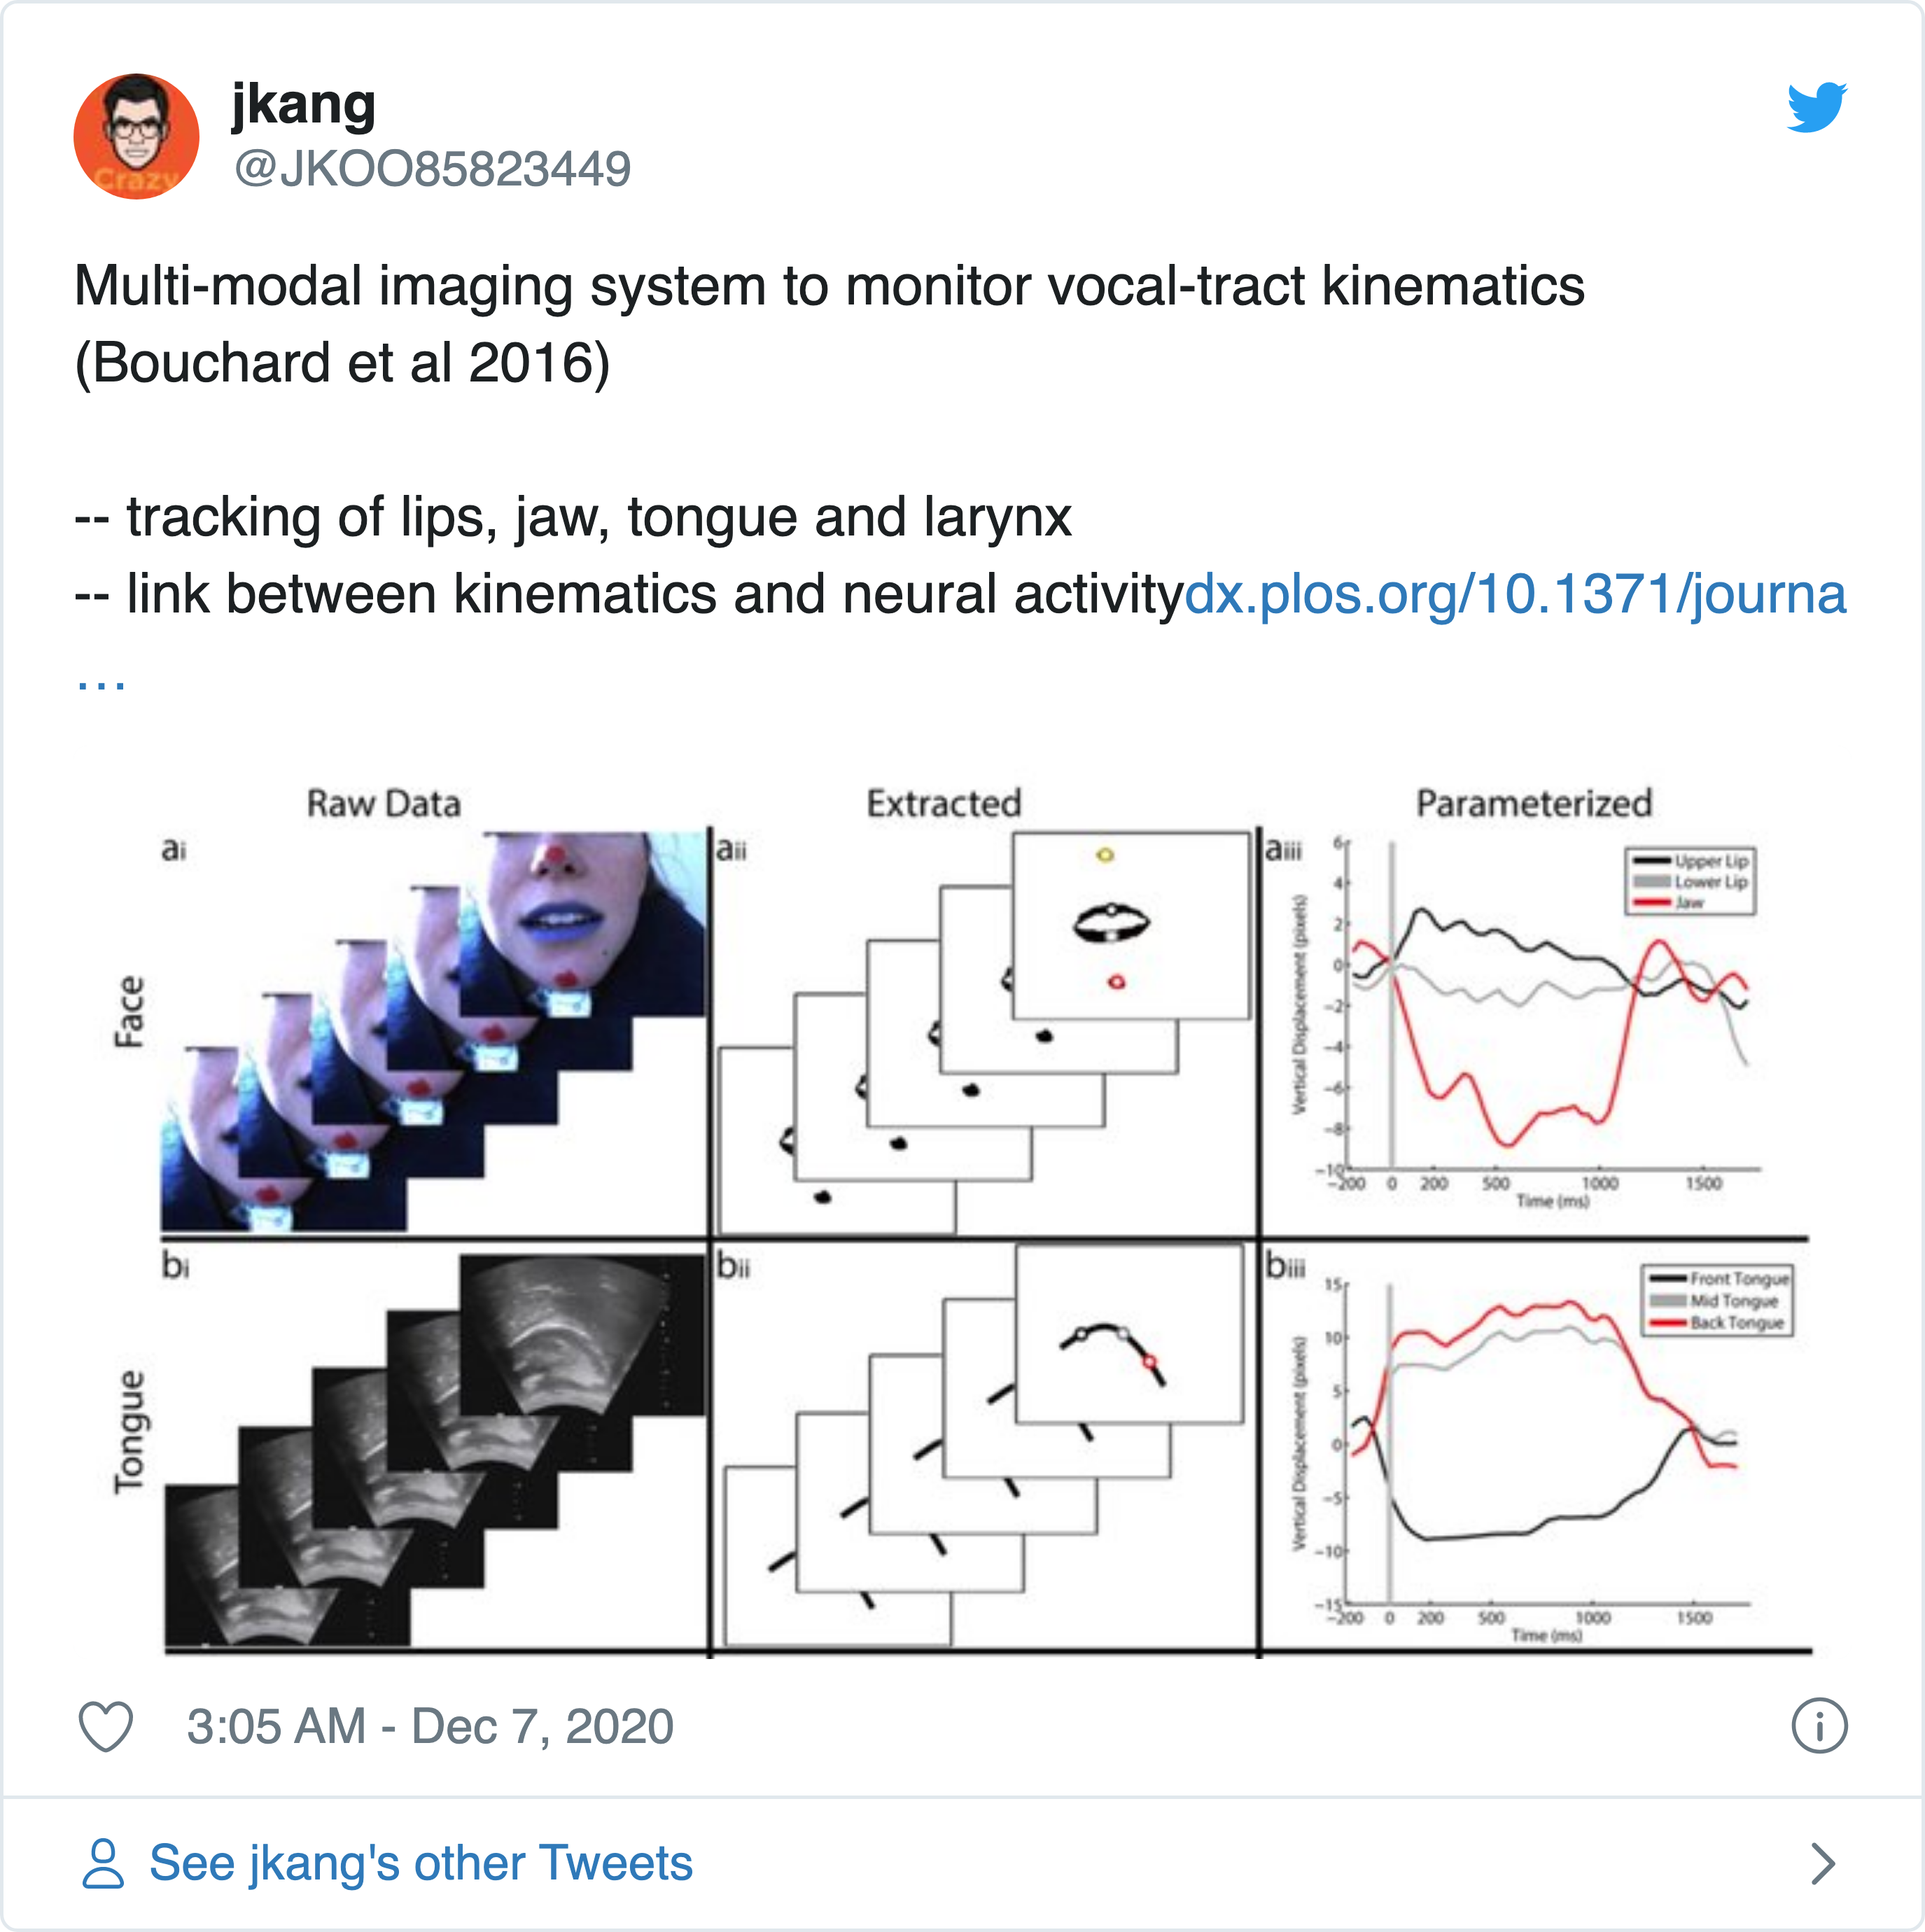 jkang
@JKOO85823449
Multi-modal imaging system to monitor vocal-tract kinematics
(Bouchard et al 2016)
-- tracking of lips, jaw, tongue and larynx
-- link between kinematics and neural activitydx.plos.org/10.1371/journa
…
Raw Data Extracted Parameterized
Face
ai
aii
aiii
Vertical Displacement (pixels)
6
4
2
0
-2
-4
-6
-8
-10
Upper Lip
Lower Lip
Jaw
-200 0 200 500 1000 1500
Time (ms)
Tongue
bi
bii
biii
Vertical Displacement (pixels)
15
10
5
0
-5
-10
-15
Front Tongue
Mid Tongue
Back Tongue
-200 0 200 500 1000 1500
Time (ms)
3:05 AM - Dec 7, 2020
See jkang's other Tweets
Crazy